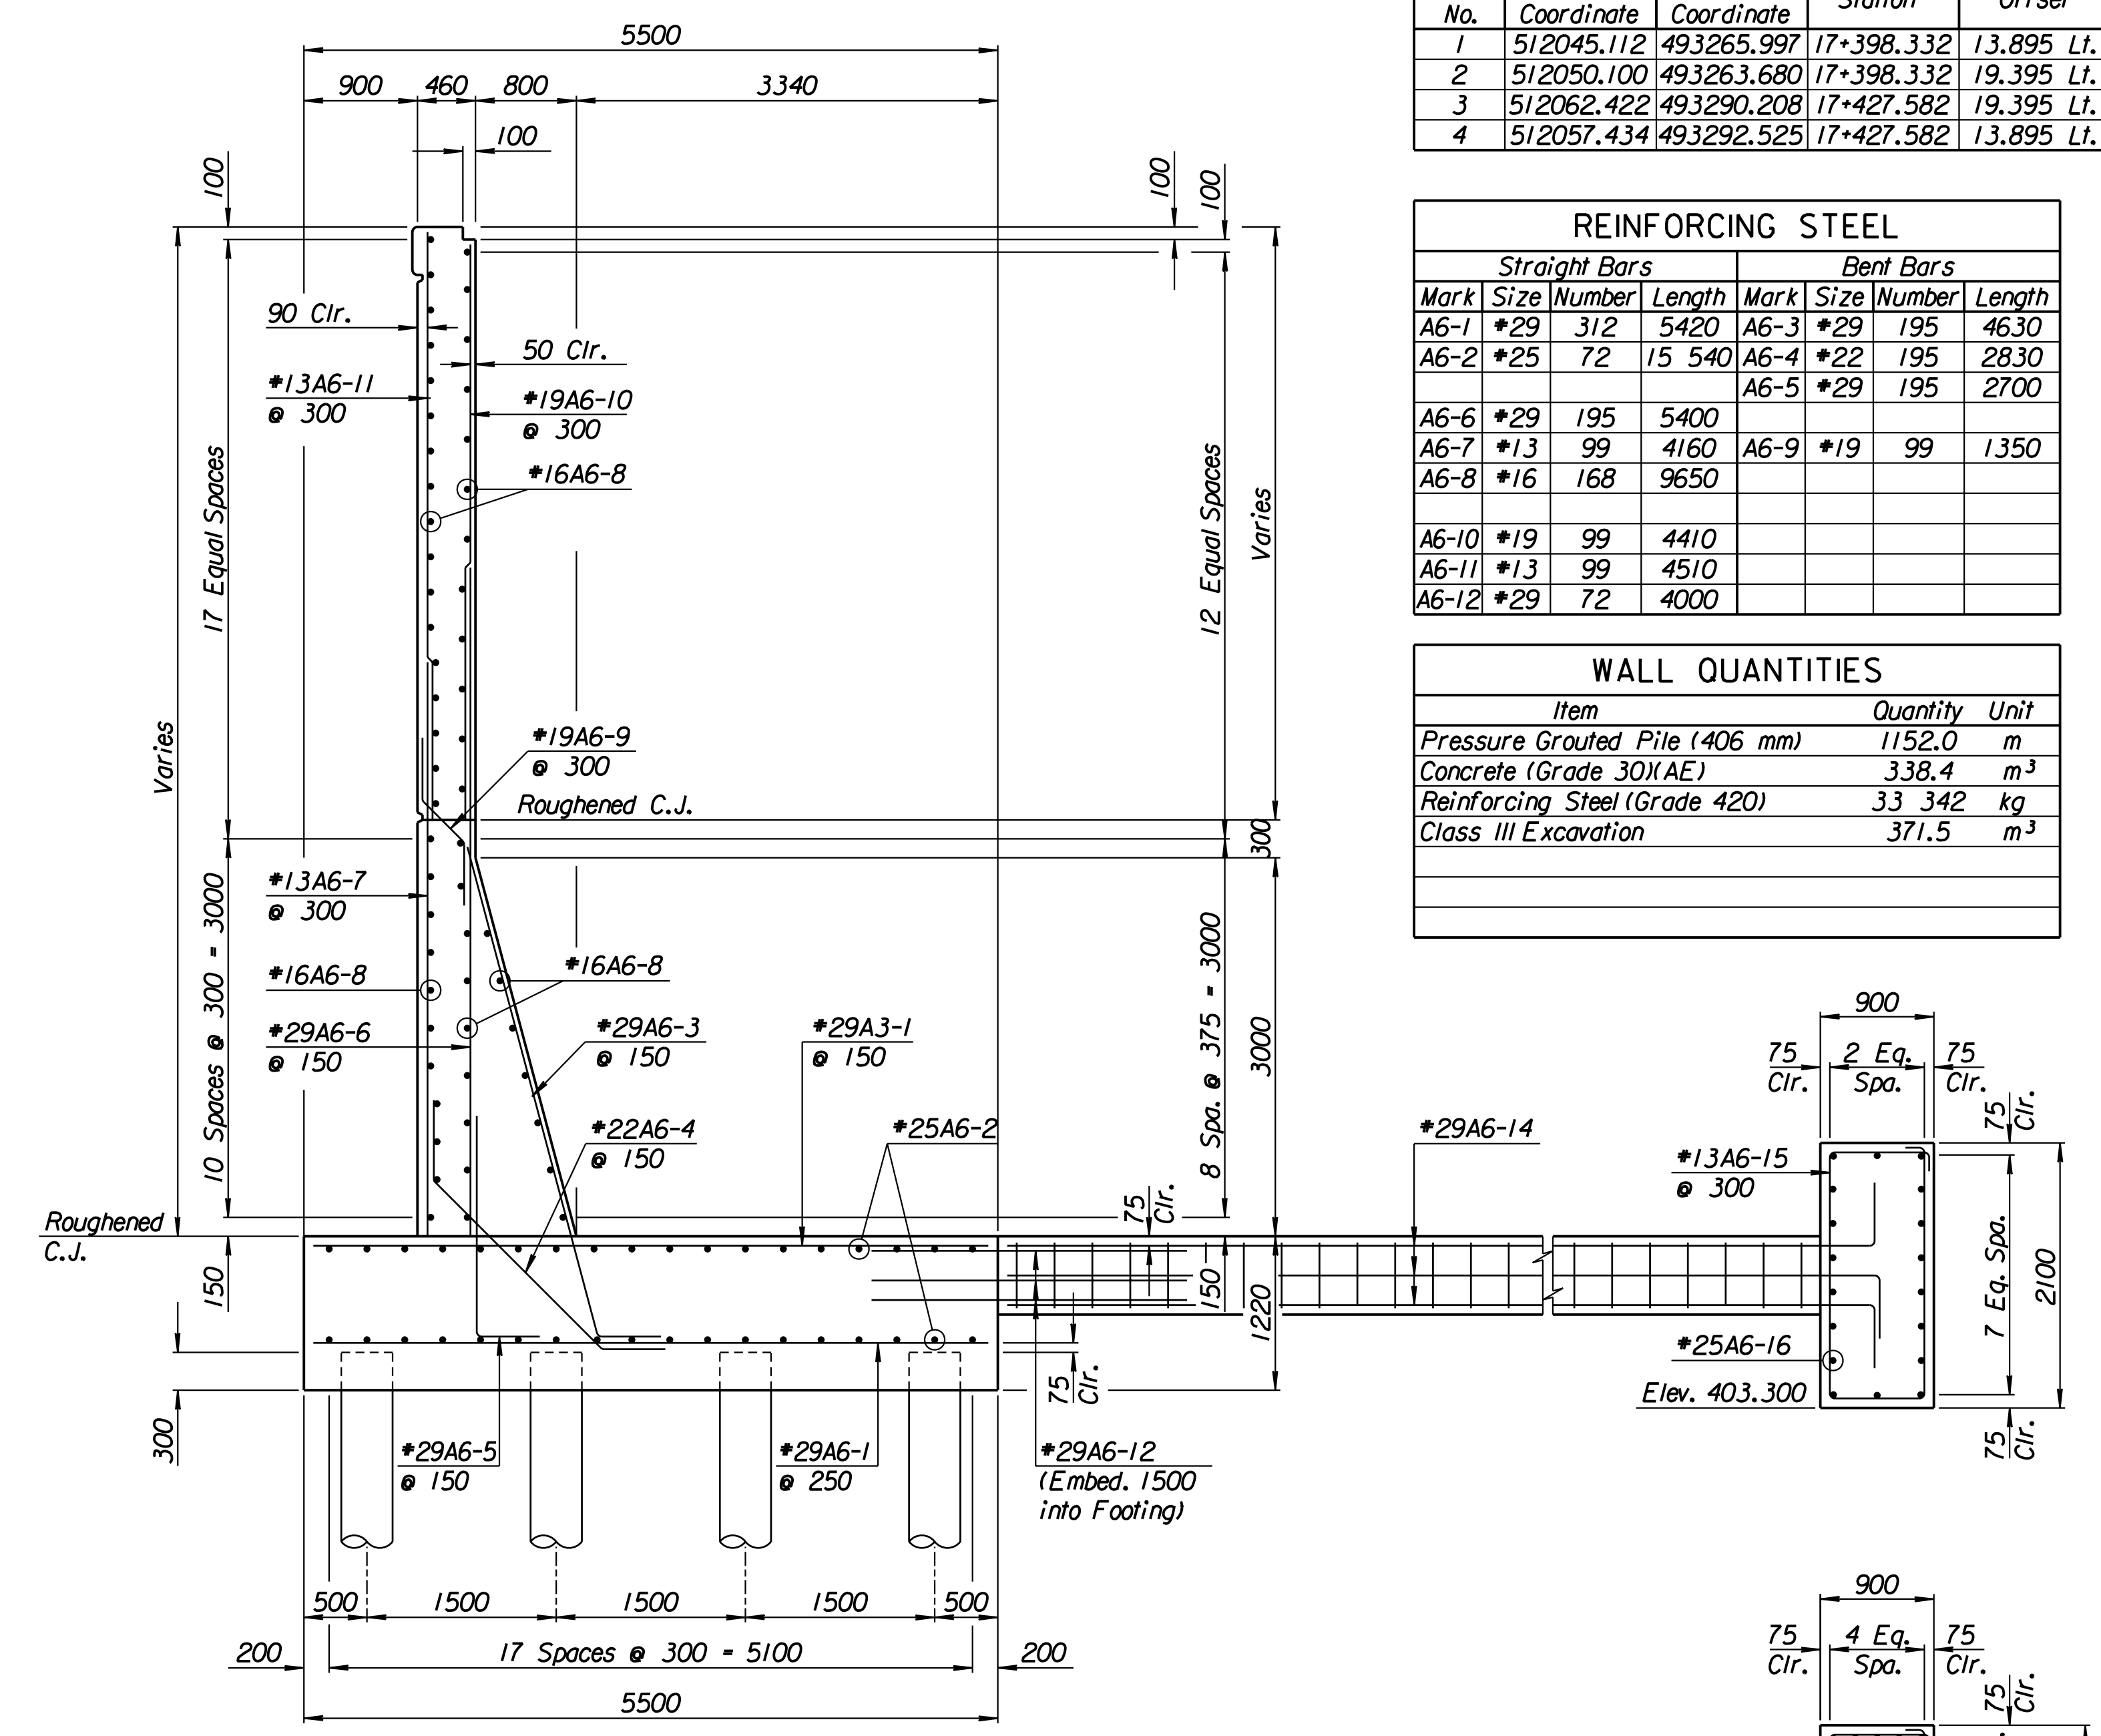 5500
900 460 800 3340
100
100
100
100
90 Clr.
50 Clr.
#13A6-11
@ 300
#19A6-10
@ 300
#16A6-8
17 Equal Spaces
12 Equal Spaces
Varies
Varies
#19A6-9
@ 300
Roughened C.J.
300
#13A6-7
@ 300
#16A6-8
#16A6-8
10 Spaces @ 300 = 3000
8 Spa. @ 375 = 3000
3000
#29A6-6
@ 150
#29A6-3
@ 150
#29A3-1
@ 150
#22A6-4
@ 150
#25A6-2
#29A6-14
Roughened
C.J.
75
Clr.
150
150
1220
300
75
Clr.
#29A6-5
@ 150
#29A6-1
@ 250
#29A6-12
(Embed. 1500
into Footing)
500 1500 1500 1500 500
200 17 Spaces @ 300 = 5100 200
5500
No. Coordinate Coordinate Station Offset
1 512045.112 493265.997 17+398.332 13.895 Lt.
2 512050.100 493263.680 17+398.332 19.395 Lt.
3 512062.422 493290.208 17+427.582 19.395 Lt.
4 512057.434 493292.525 17+427.582 13.895 Lt.
REINFORCING STEEL
Straight Bars Bent Bars
Mark Size Number Length Mark Size Number Length
A6-1 #29 312 5420 A6-3 #29 195 4630
A6-2 #25 72 15 540 A6-4 #22 195 2830
A6-5 #29 195 2700
A6-6 #29 195 5400
A6-7 #13 99 4160 A6-9 #19 99 1350
A6-8 #16 168 9650
A6-10 #19 99 4410
A6-11 #13 99 4510
A6-12 #29 72 4000
WALL QUANTITIES
Item Quantity Unit
Pressure Grouted Pile (406 mm) 1152.0 m
Concrete (Grade 30)(AE) 338.4 m³
Reinforcing Steel (Grade 420) 33 342 kg
Class III Excavation 371.5 m³
900
75 2 Eq. 75
Clr. Spa. Clr.
75
Clr.
#13A6-15
@ 300
7 Eq. Spa.
2100
#25A6-16
Elev. 403.300
75
Clr.
900
75 4 Eq. 75
Clr. Spa. Clr.
75
Clr.